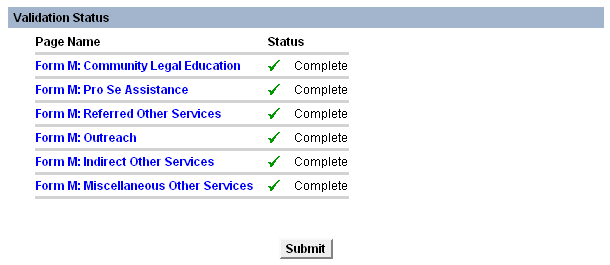 Validation Status
Page Name Status
Form M: Community Legal Education Complete
Form M: Pro Se Assistance Complete
Form M: Referred Other Services Complete
Form M: Outreach Complete
Form M: Indirect Other Services Complete
Form M: Miscellaneous Other Services Complete
Submit